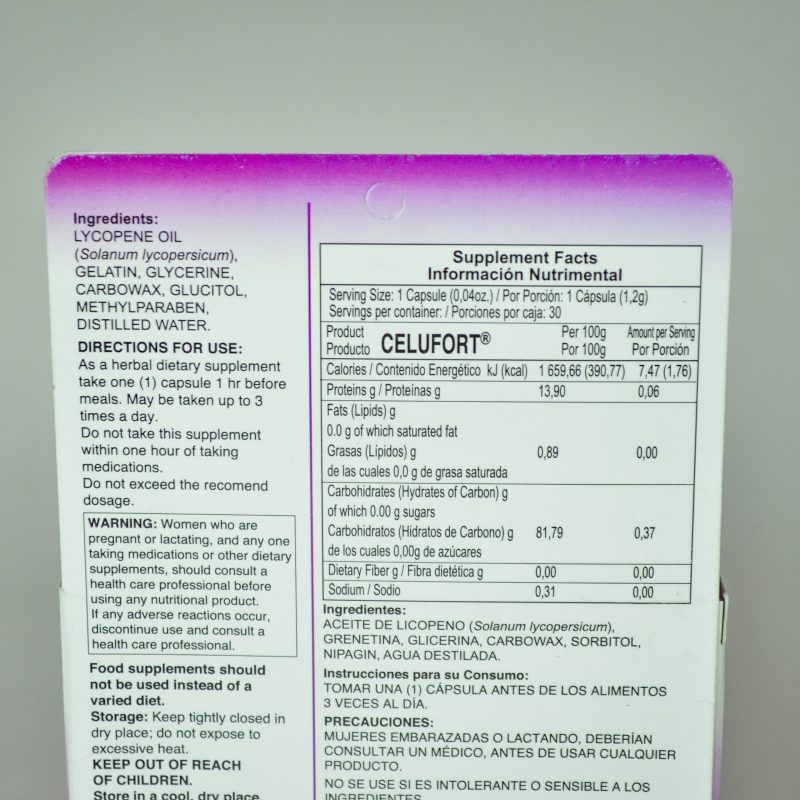 Ingredients:
LYCOPENE OIL
(Solanum lycopersicum),
GELATIN, GLYCERINE,
CARBOWAX, GLUCITOL,
METHYLPARABEN,
DISTILLED WATER.
DIRECTIONS FOR USE:
As a herbal dietary supplement
take one (1) capsule 1 hr before
meals. May be taken up to 3
times a day.
Do not take this supplement
within one hour of taking
medications.
Do not exceed the recomend
dosage.
WARNING: Women who are
pregnant or lactating, and any one
taking medications or other dietary
supplements, should consult a
health care professional before
using any nutritional product.
If any adverse reactions occur,
discontinue use and consult a
health care professional.
Food supplements should
not be used instead of a
varied diet.
Storage: Keep tightly closed in
dry place; do not expose to
excessive heat.
KEEP OUT OF REACH
OF CHILDREN.
Store in a cool, dry place
Supplement Facts
Información Nutrimental
Serving Size: 1 Capsule (0,04oz.) / Por Porción: 1 Cápsula (1,2g)
Servings per container: / Porciones por caja: 30
Product Producto CELUFORT® Per 100g Por 100g Amount per Serving Por Porción
Calories / Contenido Energético kJ (kcal) 1 659,66 (390,77) 7,47 (1,76)
Proteins g / Proteínas g 13,90 0,06
Fats (Lipids) g
0.0 g of which saturated fat
Grasas (Lípidos) g 0,89 0,00
de las cuales 0,0 g de grasa saturada
Carbohidrates (Hydrates of Carbon) g
of which 0.00 g sugars
Carbohidratos (Hidratos de Carbono) g 81,79 0,37
de los cuales 0,00g de azúcares
Dietary Fiber g / Fibra dietética g 0,00 0,00
Sodium / Sodio 0,31 0,00
Ingredientes:
ACEITE DE LICOPENO (Solanum lycopersicum),
GRENETINA, GLICERINA, CARBOWAX, SORBITOL,
NIPAGIN, AGUA DESTILADA.
Instrucciones para su Consumo:
TOMAR UNA (1) CÁPSULA ANTES DE LOS ALIMENTOS
3 VECES AL DÍA.
PRECAUCIONES:
MUJERES EMBARAZADAS O LACTANDO, DEBERÍAN
CONSULTAR UN MÉDICO, ANTES DE USAR CUALQUIER
PRODUCTO.
NO SE USE SI ES INTOLERANTE O SENSIBLE A LOS
INGREDIENTES